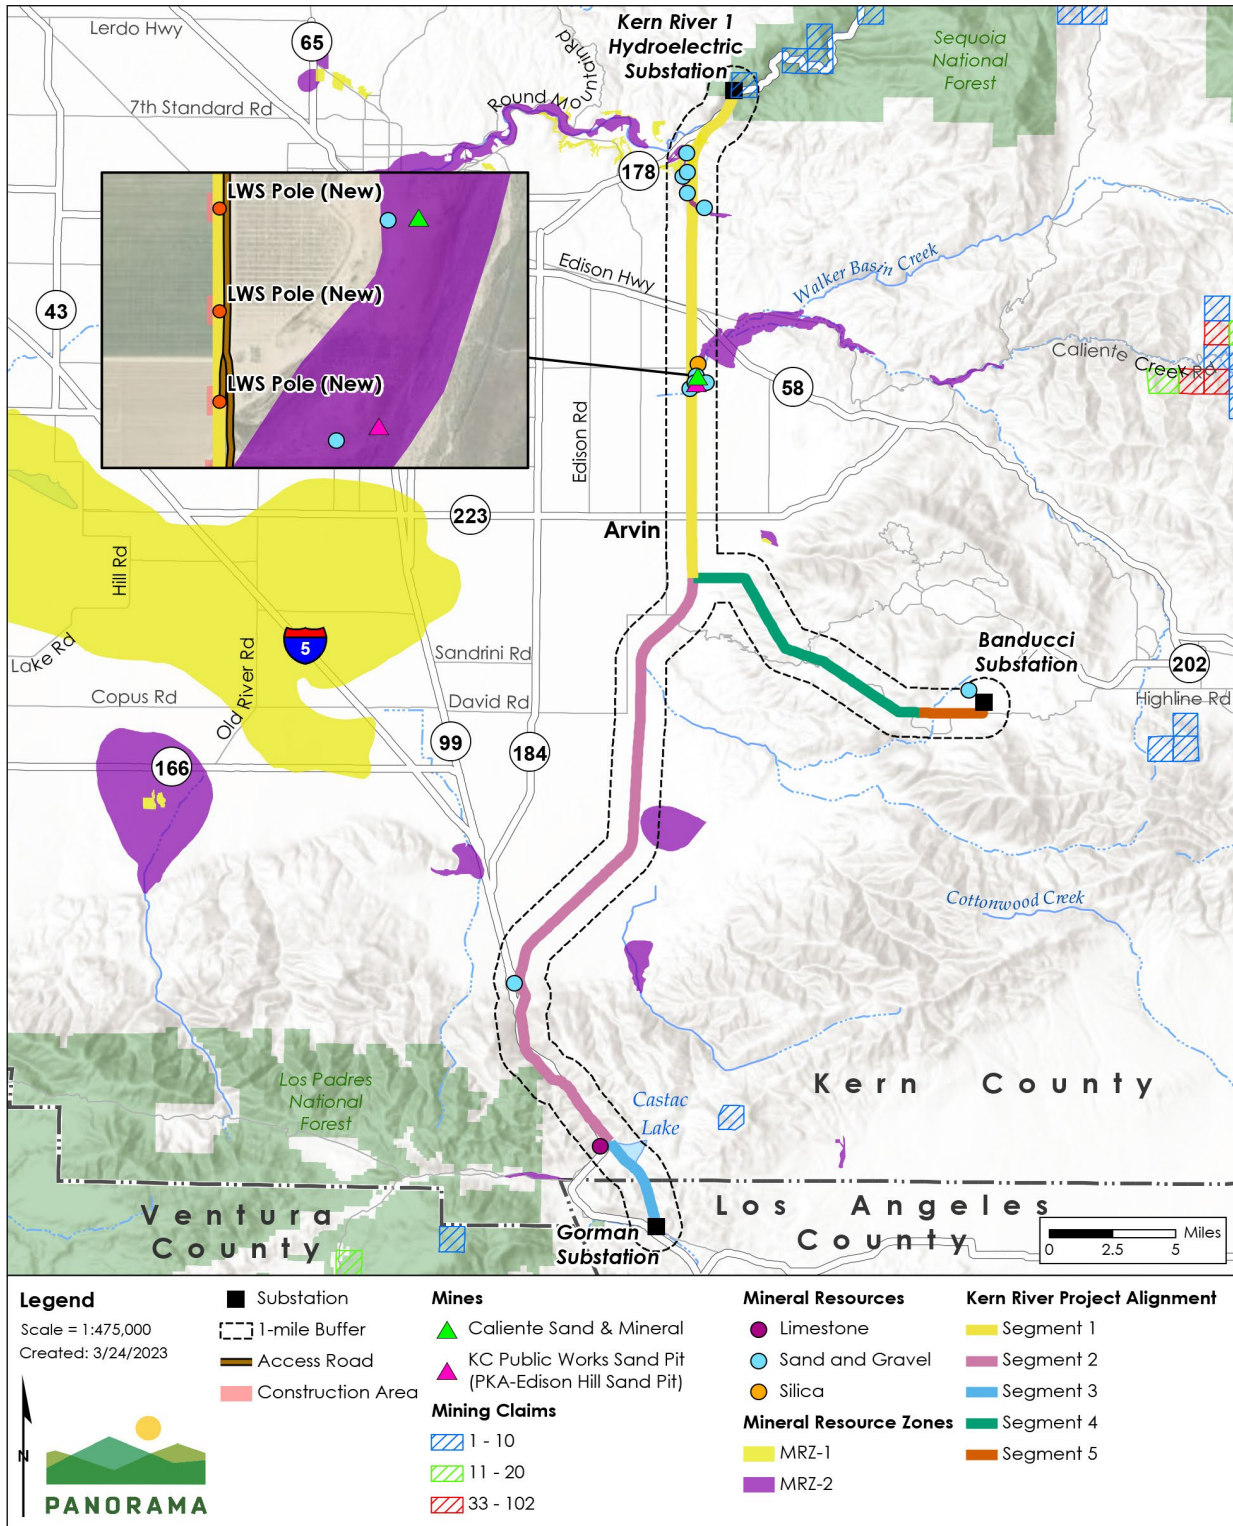 Lerdo Hwy
65
7th Standard Rd
Round Mountain Rd
Kern River 1
Hydroelectric
Substation
Sequoia
National
Forest
178
LWS Pole (New)
LWS Pole (New)
LWS Pole (New)
43
Edison Hwy
Walker Basin Creek
Caliente Creek Rd
58
Edison Rd
223
Arvin
Hill Rd
Lake Rd
5
Old River Rd
Sandrini Rd
Copus Rd
David Rd
Banducci
Substation
202
Highline Rd
99
184
166
Cottonwood Creek
Los Padres
National
Forest
Castac
Lake
Kern County
Ventura
County
Los Angeles
County
Gorman
Substation
Miles
0 2.5 5
Legend
Scale = 1:475,000
Created: 3/24/2023
N
PANORAMA
Substation
1-mile Buffer
Access Road
Construction Area
Mines
Caliente Sand & Mineral
KC Public Works Sand Pit
(PKA-Edison Hill Sand Pit)
Mining Claims
1 - 10
11 - 20
33 - 102
Mineral Resources
Limestone
Sand and Gravel
Silica
Mineral Resource Zones
MRZ-1
MRZ-2
Kern River Project Alignment
Segment 1
Segment 2
Segment 3
Segment 4
Segment 5